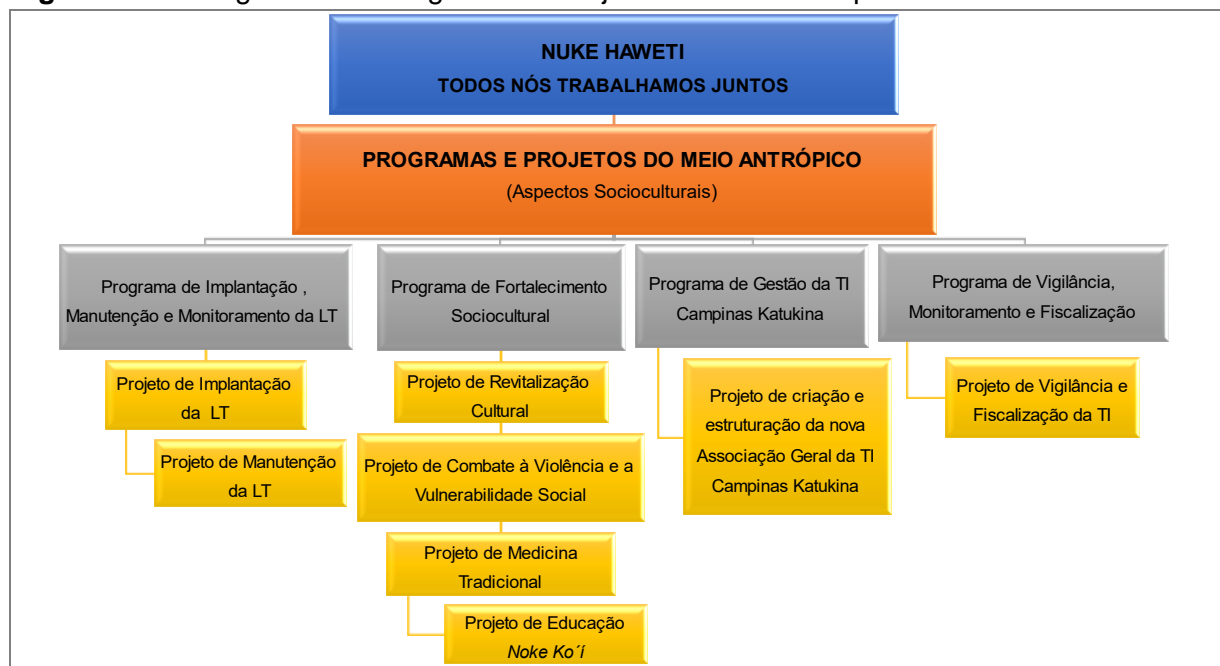 NUKE HAWETI
TODOS NÓS TRABALHAMOS JUNTOS
PROGRAMAS E PROJETOS DO MEIO ANTRÓPICO
(Aspectos Socioculturais)
Programa de Implantação ,
Manutenção e Monitoramento da LT
Projeto de Implantação
da LT
Projeto de Manutenção
da LT
Programa de Fortalecimento
Sociocultural
Projeto de Revitalização
Cultural
Projeto de Combate à Violência e a
Vulnerabilidade Social
Projeto de Medicina
Tradicional
Projeto de Educação
Noke Ko´í
Programa de Gestão da TI
Campinas Katukina
Projeto de criação e
estruturação da nova
Associação Geral da TI
Campinas Katukina
Programa de Vigilância,
Monitoramento e Fiscalização
Projeto de Vigilância e
Fiscalização da TI